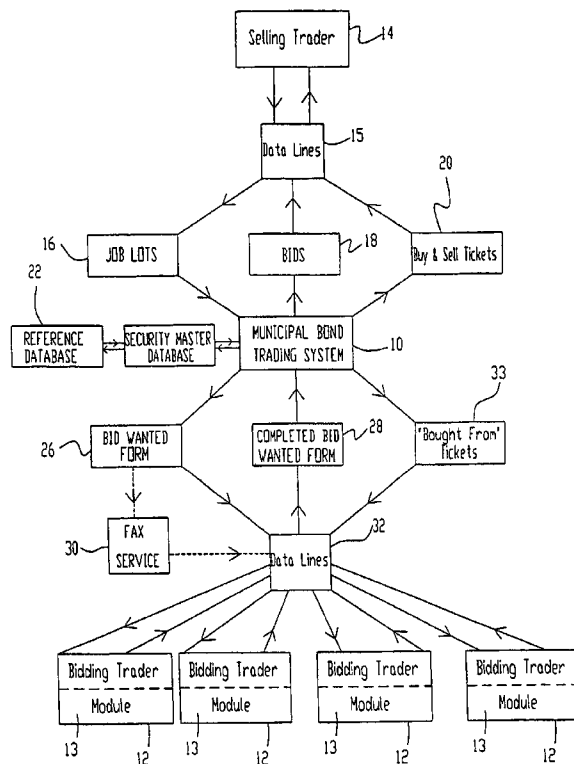 Selling Trader
14
Data Lines
15
20
16
JOB LOTS
BIDS
18
Buy & Sell Tickets
22
REFERENCE
DATABASE
SECURITY MASTER
DATABASE
MUNICIPAL BOND
TRADING SYSTEM
10
33
26
BID WANTED
FORM
COMPLETED BID
WANTED FORM
28
"Bought From"
Tickets
30
FAX
SERVICE
32
Data Lines
Bidding Trader
Module
Bidding Trader
Module
Bidding Trader
Module
Bidding Trader
Module
13
12
13
12
13
12
13
12